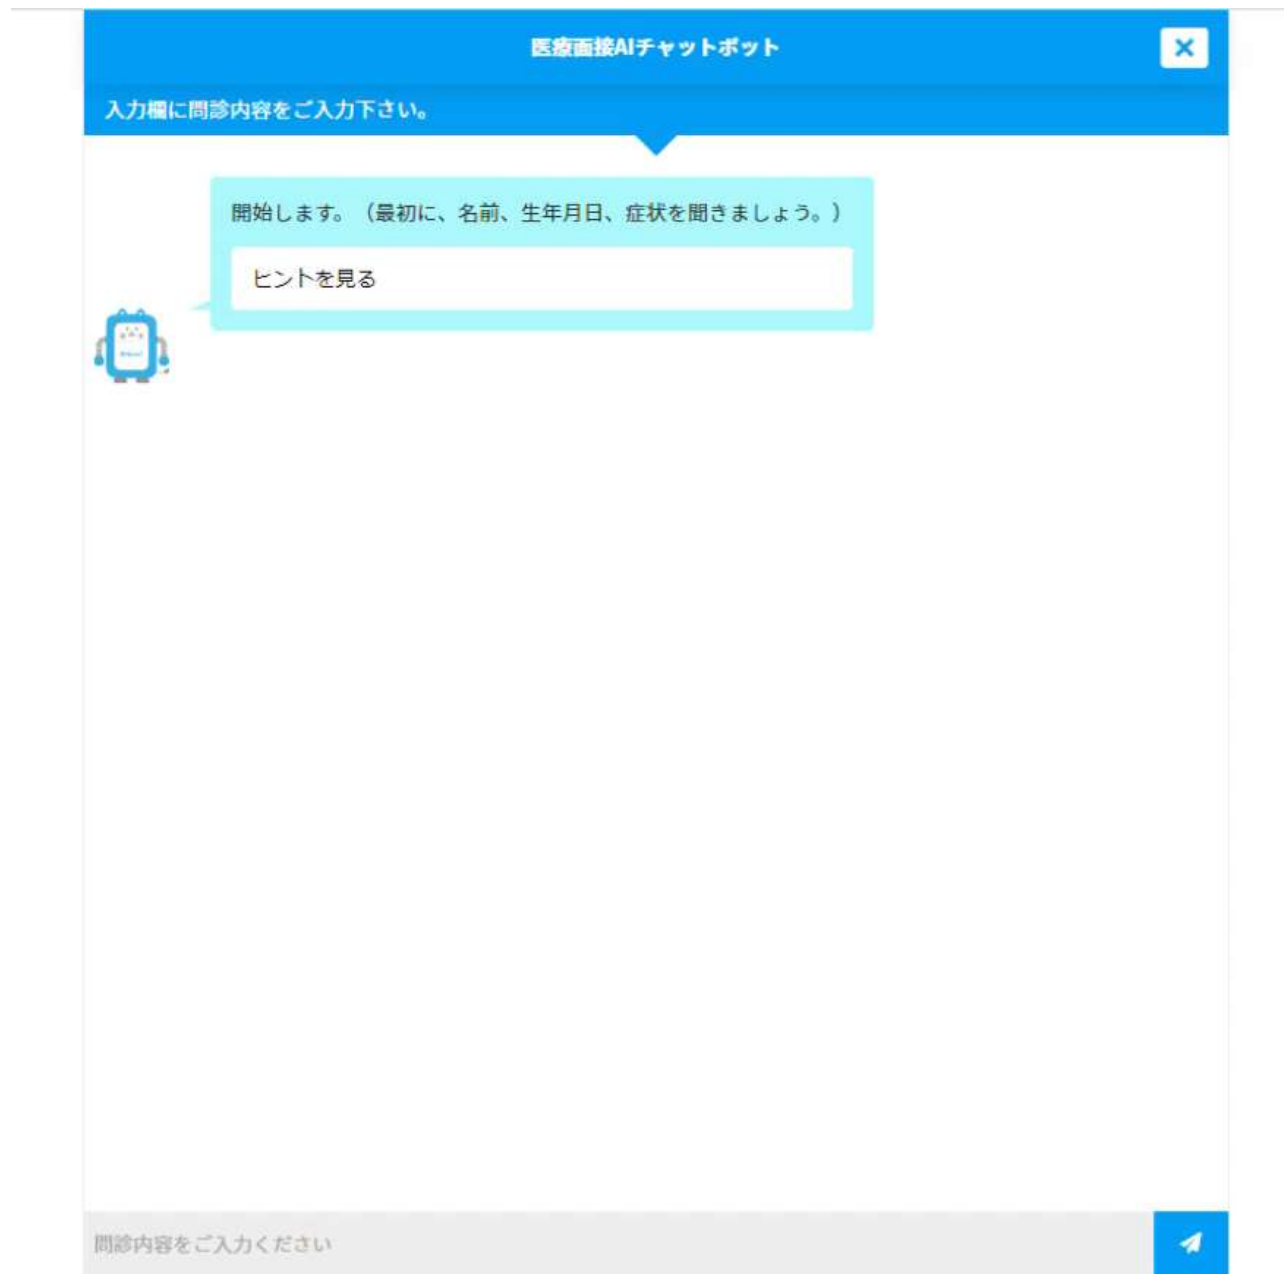 医療面接AIチャットボット
入力欄に問診内容をご入力下さい。
開始します。（最初に、名前、生年月日、症状を聞きましょう。）
ヒントを見る
問診内容をご入力ください